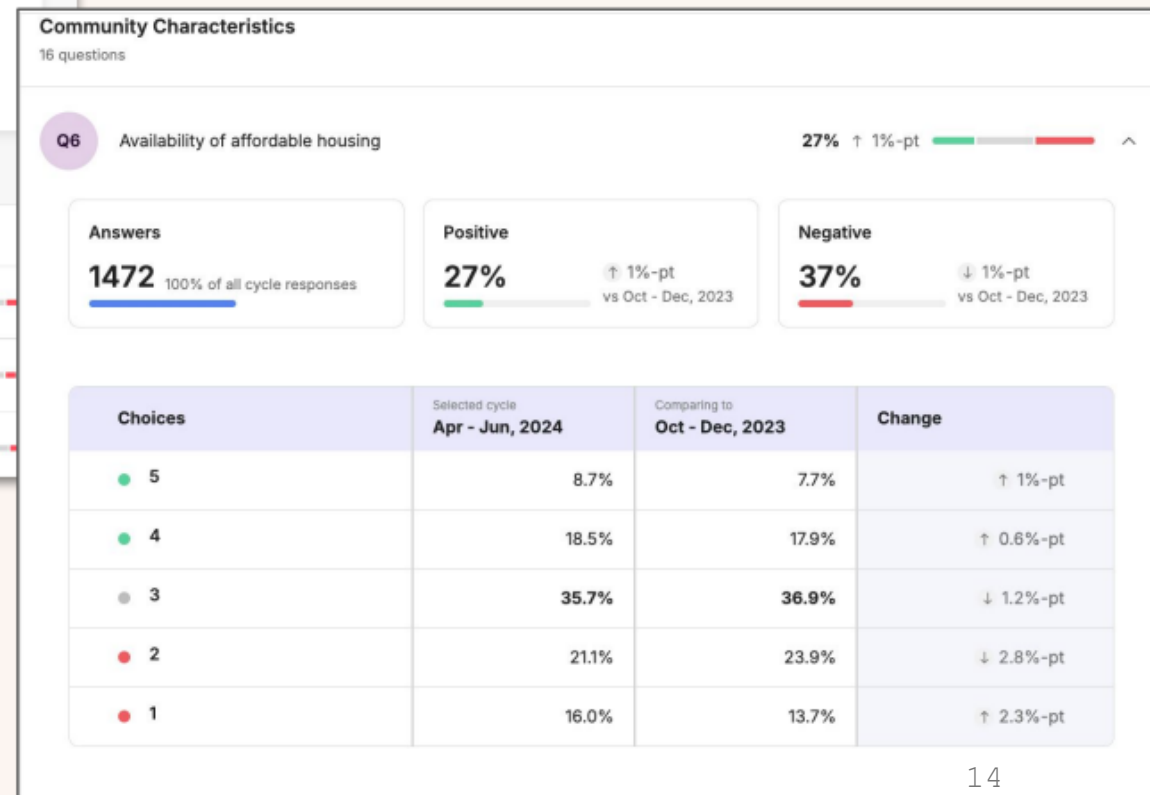 Community Characteristics
16 questions
Q6 Availability of affordable housing 27% ↑ 1%-pt
Answers Positive Negative
1472 100% of all cycle responses 27% ↑ 1%-pt vs Oct - Dec, 2023 37% ↓ 1%-pt vs Oct - Dec, 2023
Choices Selected cycle Apr - Jun, 2024 Comparing to Oct - Dec, 2023 Change
5 8.7% 7.7% ↑ 1%-pt
4 18.5% 17.9% ↑ 0.6%-pt
3 35.7% 36.9% ↓ 1.2%-pt
2 21.1% 23.9% ↓ 2.8%-pt
1 16.0% 13.7% ↑ 2.3%-pt
14